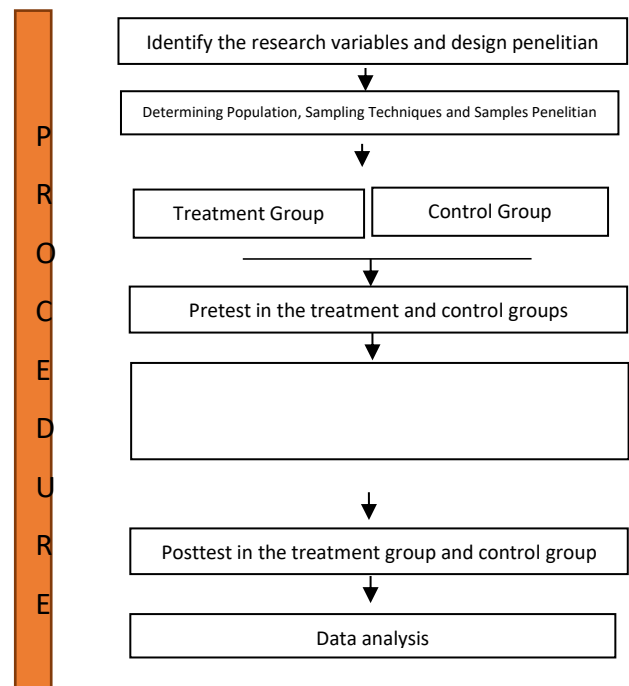 PROCEDURE
Identify the research variables and design penelitian
Determining Population, Sampling Techniques and Samples Penelitian
Treatment Group
Control Group
Pretest in the treatment and control groups
Posttest in the treatment group and control group
Data analysis